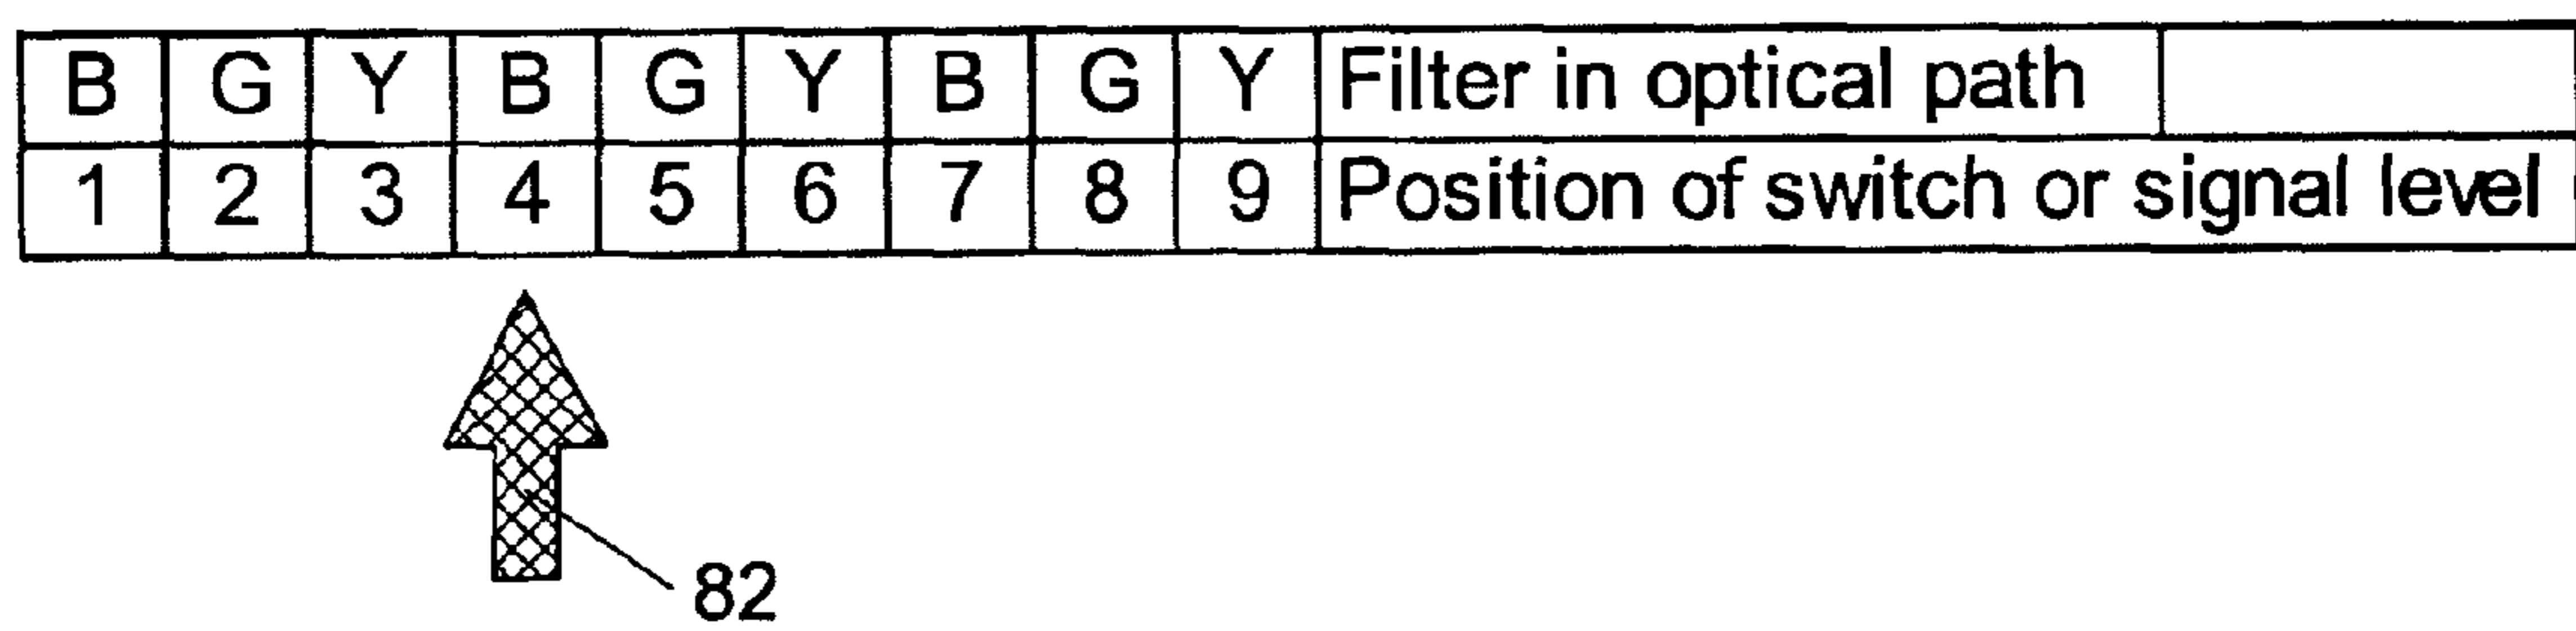 B G Y B G Y B G Y Filter in optical path
1 2 3 4 5 6 7 8 9 Position of switch or signal level
82